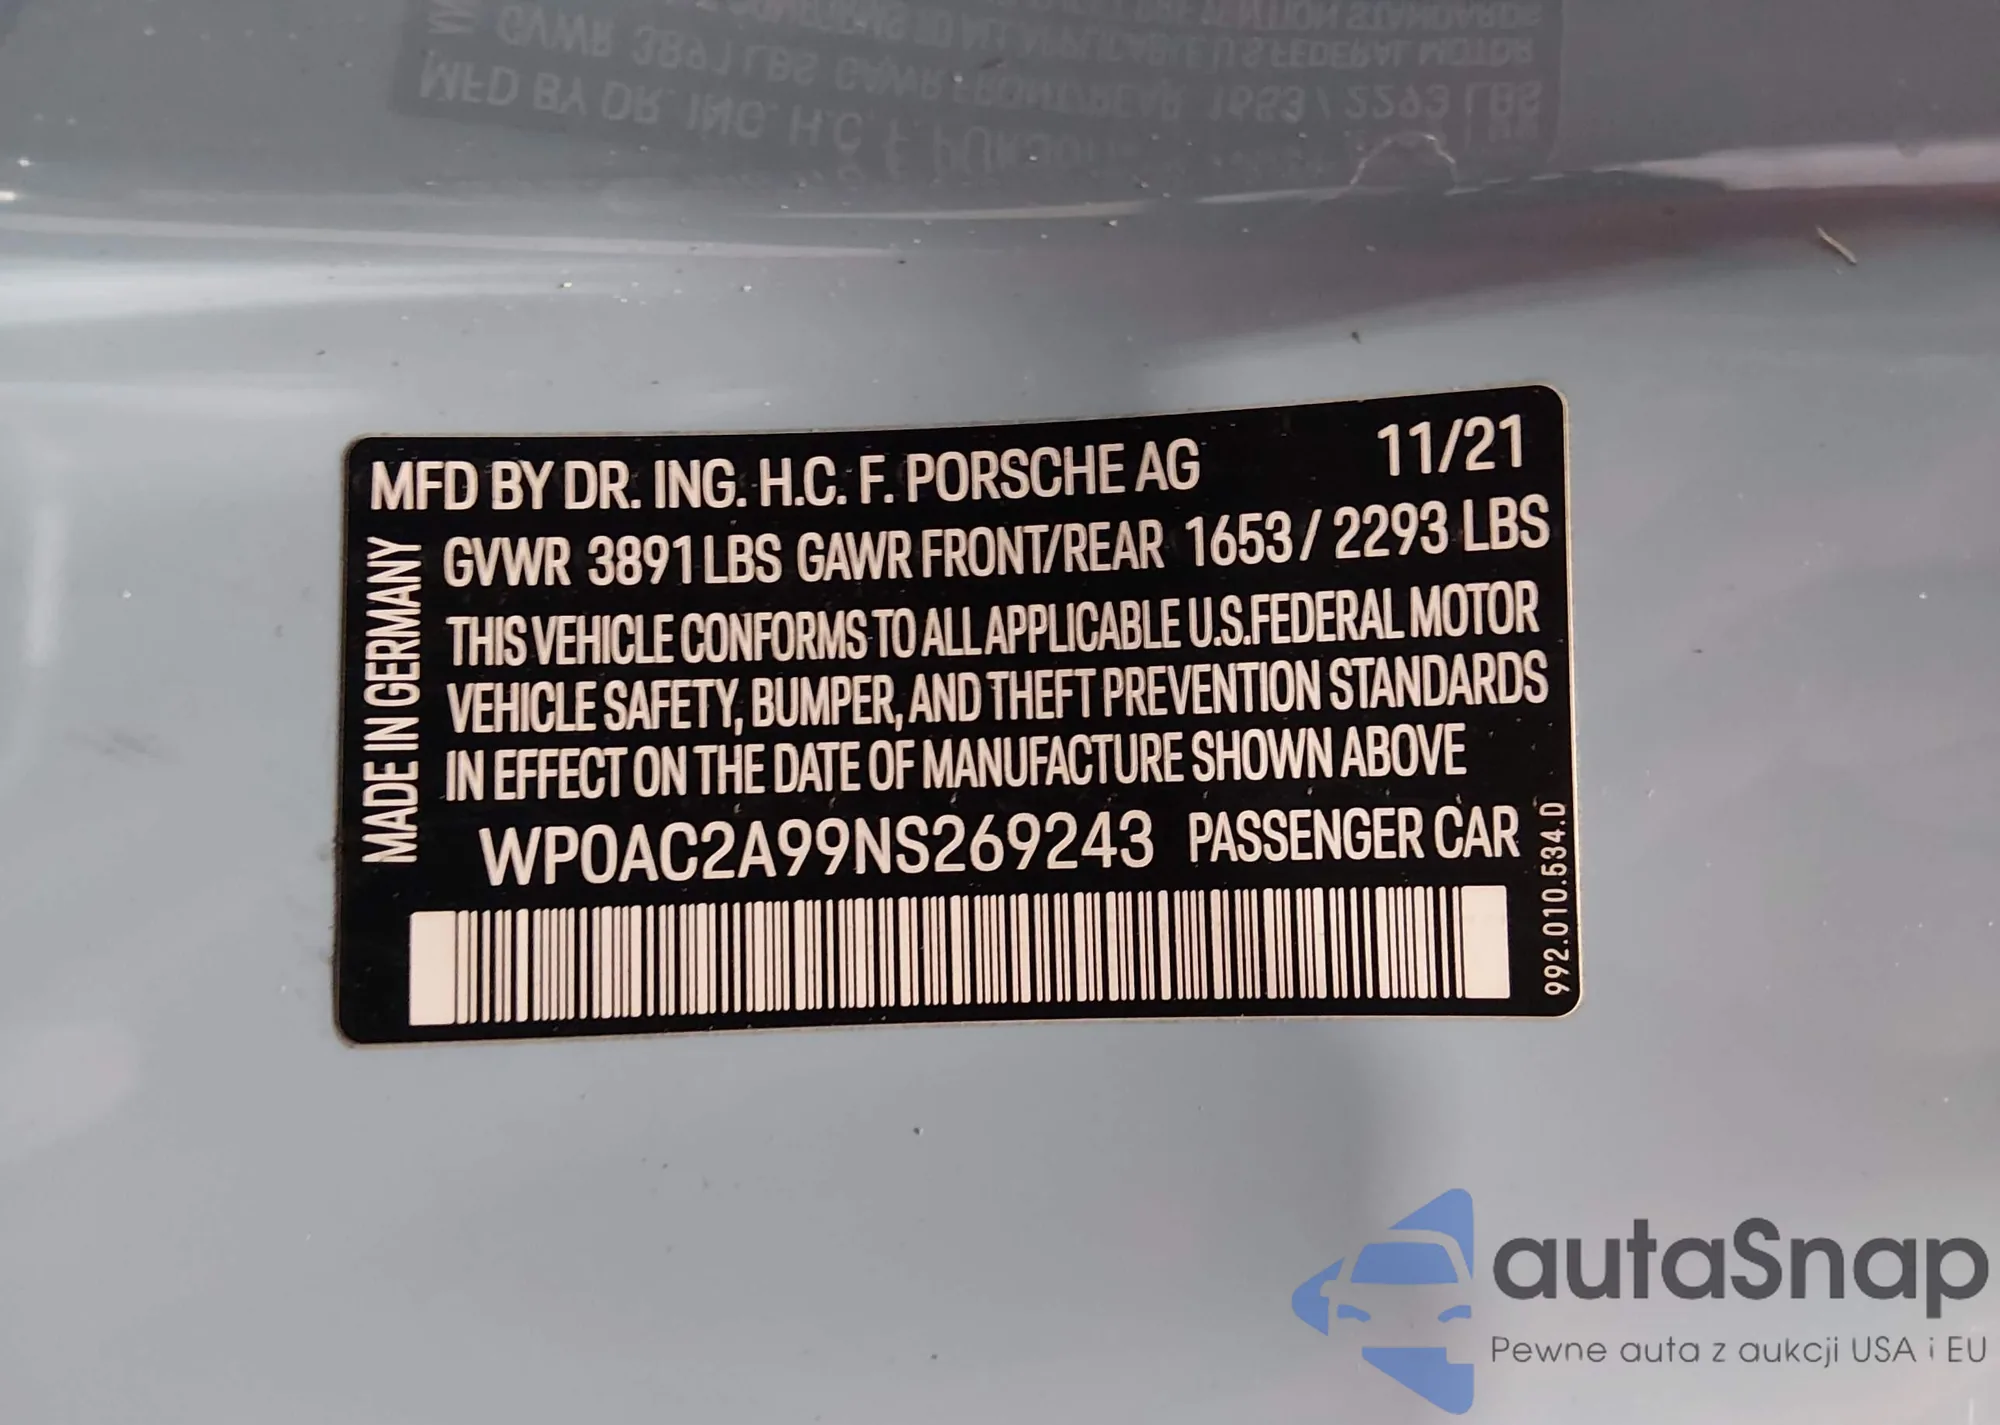 MFD BY DR. ING. H.C. F. PORSCHE AG 11/21
GVWR 3891 LBS GAWR FRONT/REAR 1653 / 2293 LBS
THIS VEHICLE CONFORMS TO ALL APPLICABLE U.S.FEDERAL MOTOR
VEHICLE SAFETY, BUMPER, AND THEFT PREVENTION STANDARDS
IN EFFECT ON THE DATE OF MANUFACTURE SHOWN ABOVE
WP0AC2A99NS269243 PASSENGER CAR
MADE IN GERMANY
992.010.534.D
autaSnap
Pewne auta z aukcji USA i EU